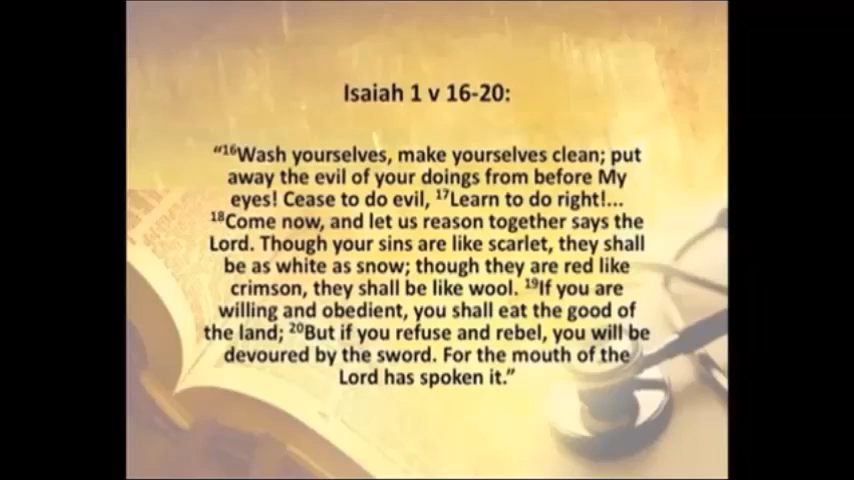 Isaiah 1 v 16-20:
“¹⁶Wash yourselves, make yourselves clean; put
away the evil of your doings from before My
eyes! Cease to do evil, ¹⁷Learn to do right!...
¹⁸Come now, and let us reason together says the
Lord. Though your sins are like scarlet, they shall
be as white as snow; though they are red like
crimson, they shall be like wool. ¹⁹If you are
willing and obedient, you shall eat the good of
the land; ²⁰But if you refuse and rebel, you will be
devoured by the sword. For the mouth of the
Lord has spoken it.”